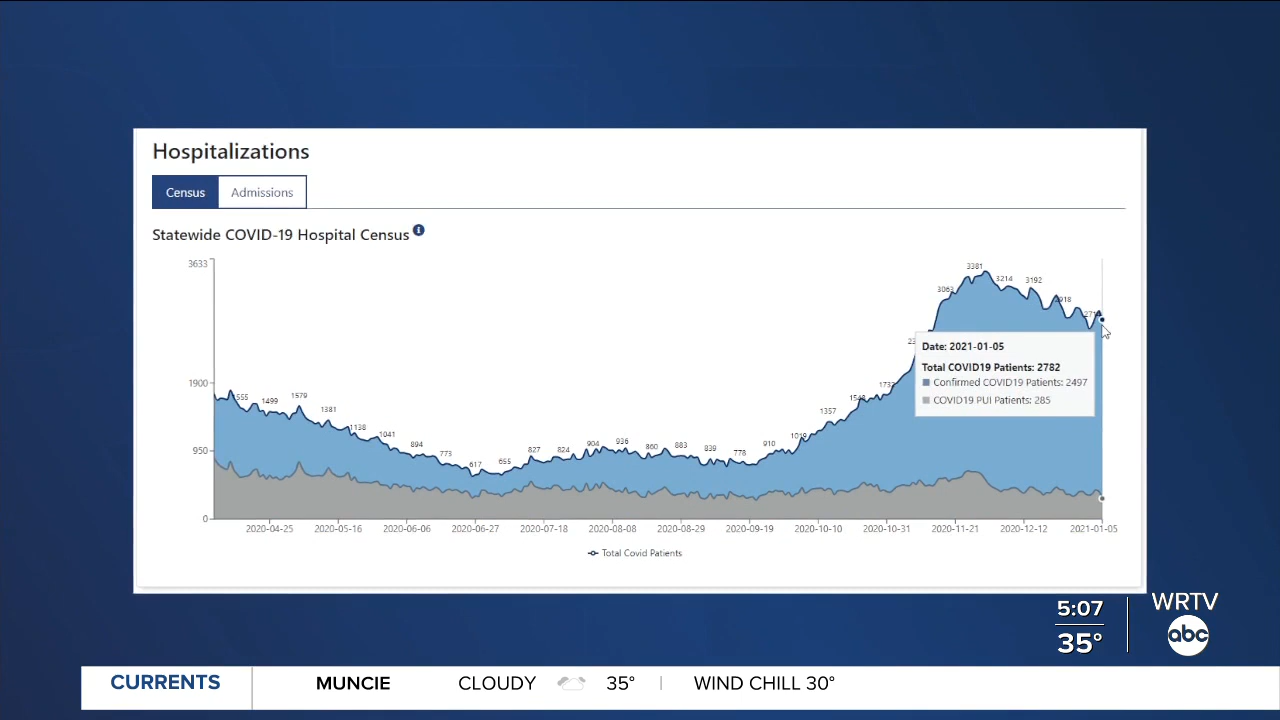 Hospitalizations
Census Admissions
Statewide COVID-19 Hospital Census
3633
1900
950
0
555 1499 1579 1381 1138 1041 894 773 617 655 827 824 904 936 860 883 839 778 910 1019 1357 1732 3063 3381 3214 3192
Date: 2021-01-05
Total COVID19 Patients: 2782
Confirmed COVID19 Patients: 2497
COVID19 PUI Patients: 285
2020-04-25 2020-05-16 2020-06-06 2020-06-27 2020-07-18 2020-08-08 2020-08-29 2020-09-19 2020-10-10 2020-10-31 2020-11-21 2020-12-12 2021-01-05
Total Covid Patients
5:07
35°
WRTV
abc
CURRENTS MUNCIE CLOUDY 35° | WIND CHILL 30°